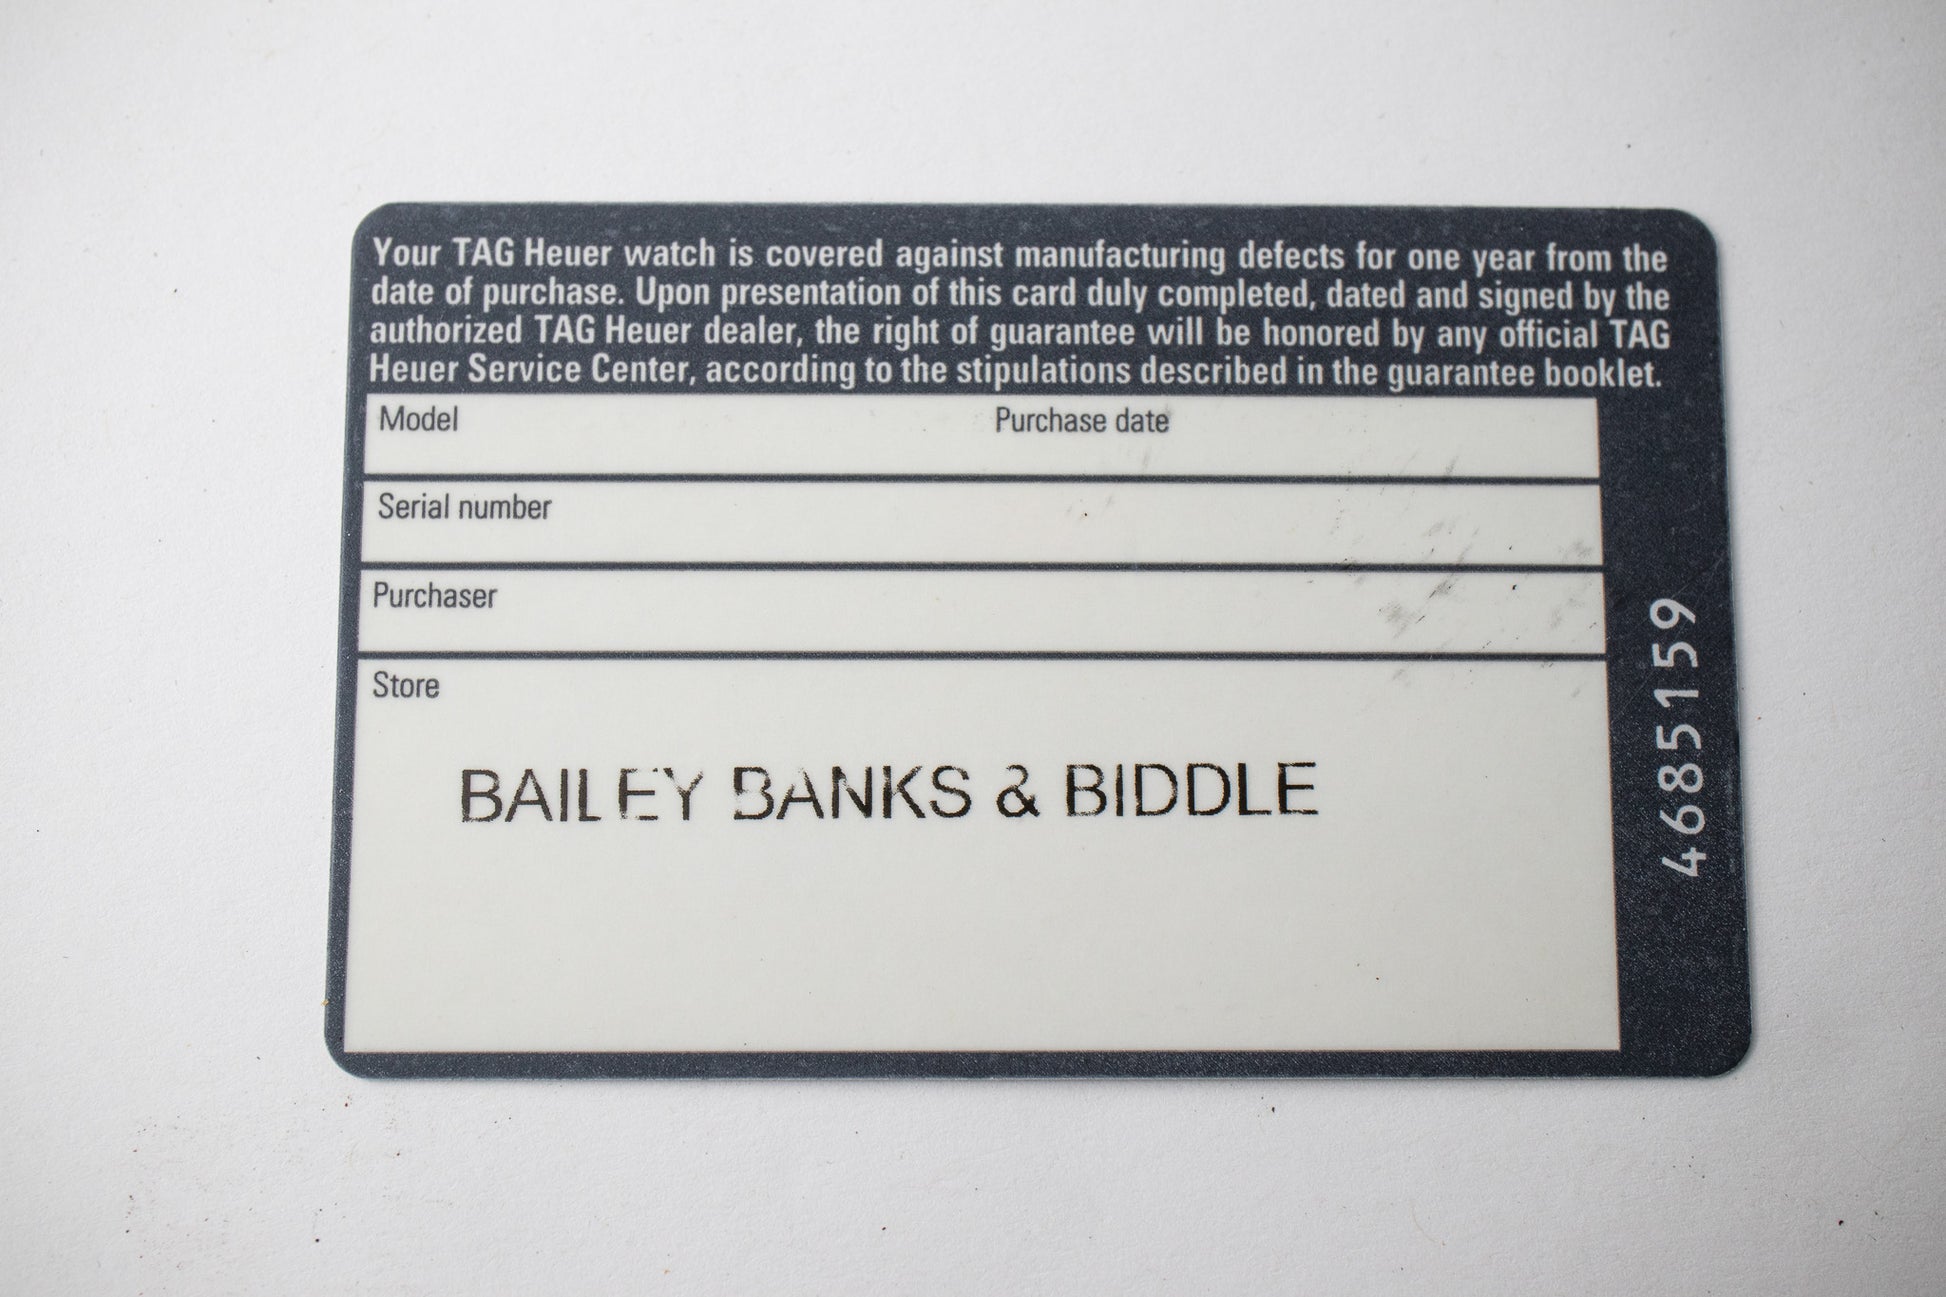 Your TAG Heuer watch is covered against manufacturing defects for one year from the
date of purchase. Upon presentation of this card duly completed, dated and signed by the
authorized TAG Heuer dealer, the right of guarantee will be honored by any official TAG
Heuer Service Center, according to the stipulations described in the guarantee booklet.
Model Purchase date
Serial number
Purchaser
Store
BAILEY BANKS & BIDDLE
4685159